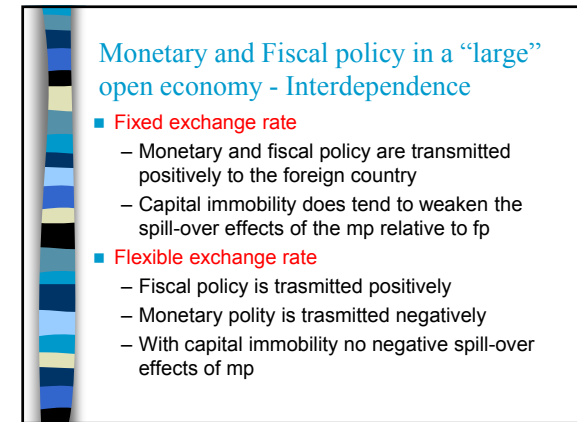 Monetary and Fiscal policy in a “large”
open economy - Interdependence
Fixed exchange rate
– Monetary and fiscal policy are transmitted
positively to the foreign country
– Capital immobility does tend to weaken the
spill-over effects of the mp relative to fp
Flexible exchange rate
– Fiscal policy is trasmitted positively
– Monetary polity is trasmitted negatively
– With capital immobility no negative spill-over
effects of mp